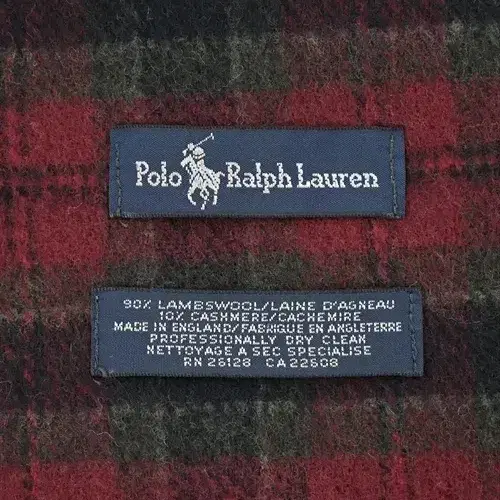 Polo Ralph Lauren
90% LAMBSWOOL/LAINE D'AGNEAU
10% CASHMERE/CACHEMIRE
MADE IN ENGLAND/FABRIQUE EN ANGLETERRE
PROFESSIONALLY DRY CLEAN
NETTOYAGE A SEC SPECIALISE
RN 26128 CA 22608